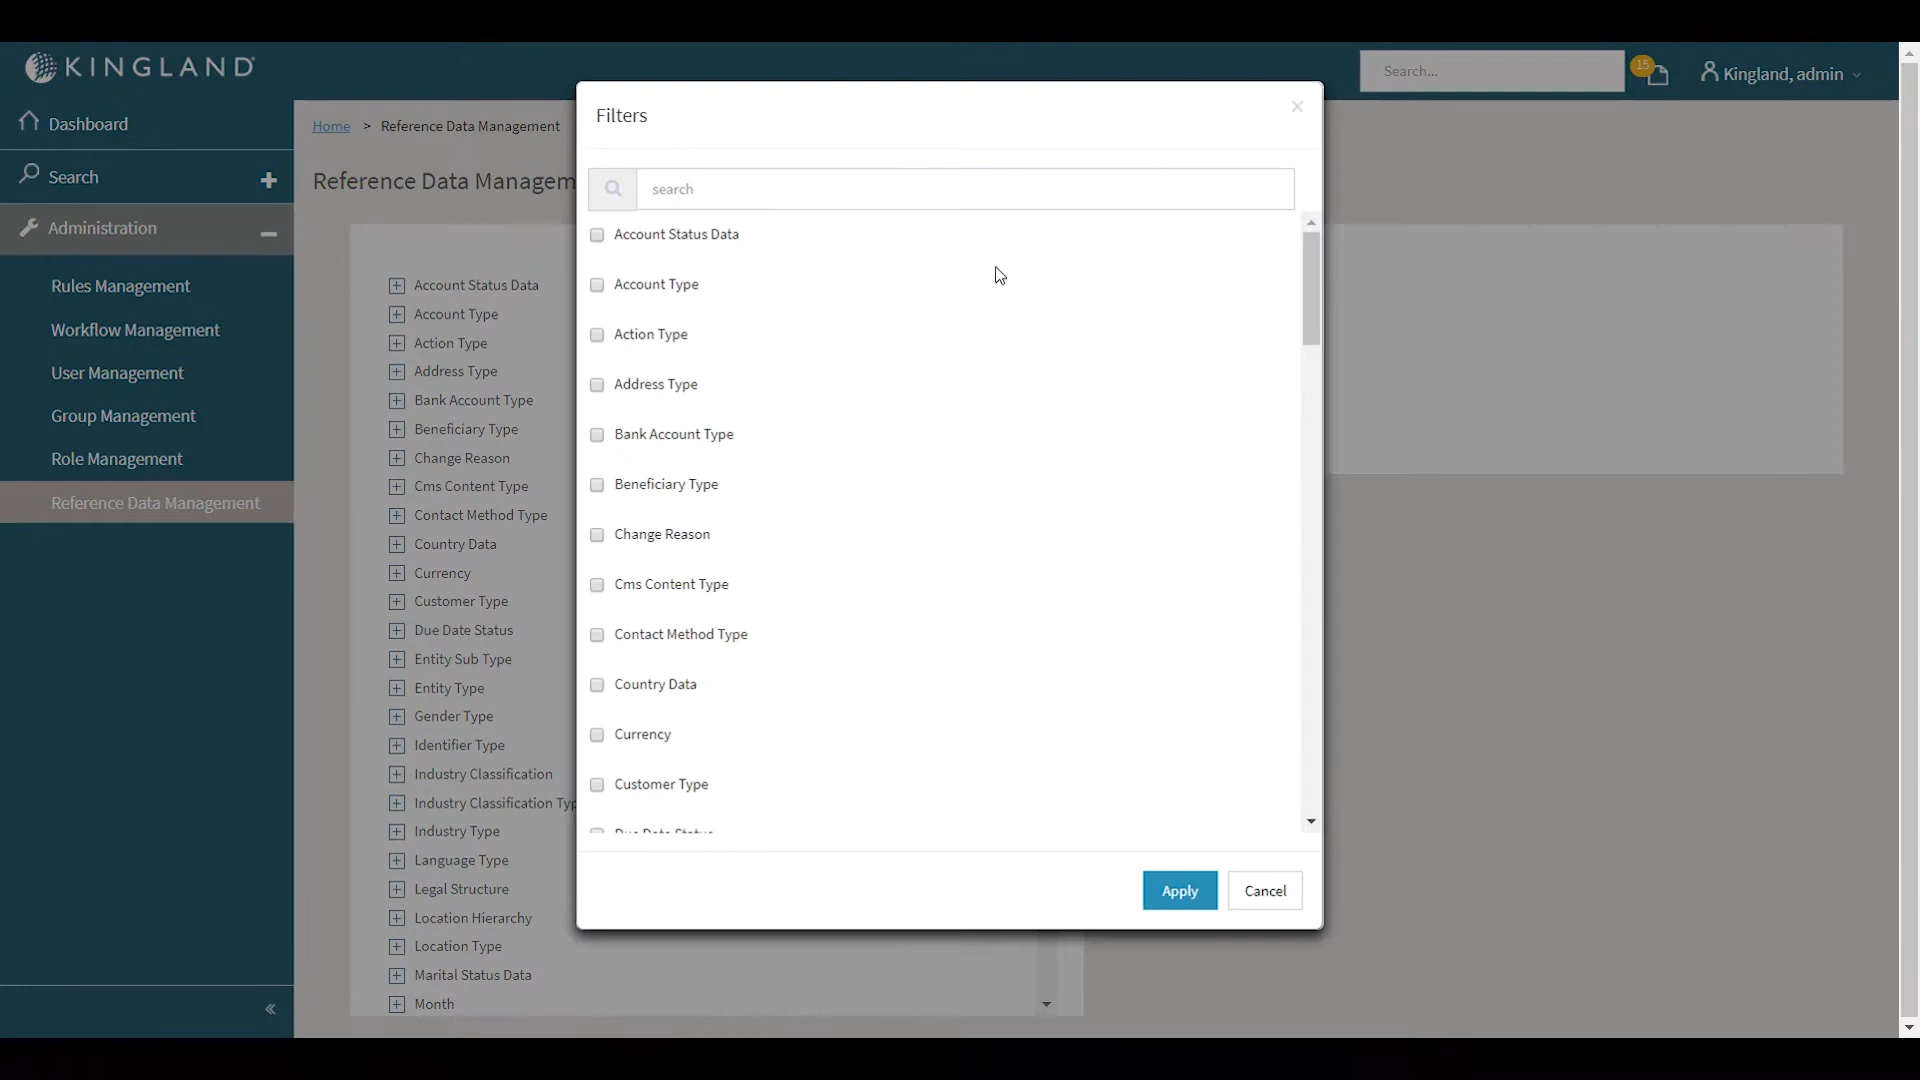 KINGLAND
Search...
15
Kingland, admin
Dashboard
Search
Administration
Rules Management
Workflow Management
User Management
Group Management
Role Management
Reference Data Management
Home > Reference Data Management
Reference Data Managem
Account Status Data
Account Type
Action Type
Address Type
Bank Account Type
Beneficiary Type
Change Reason
Cms Content Type
Contact Method Type
Country Data
Currency
Customer Type
Due Date Status
Entity Sub Type
Entity Type
Gender Type
Identifier Type
Industry Classification
Industry Classification Typ
Industry Type
Language Type
Legal Structure
Location Hierarchy
Location Type
Marital Status Data
Month
Filters
search
Account Status Data
Account Type
Action Type
Address Type
Bank Account Type
Beneficiary Type
Change Reason
Cms Content Type
Contact Method Type
Country Data
Currency
Customer Type
Due Date Status
Apply
Cancel